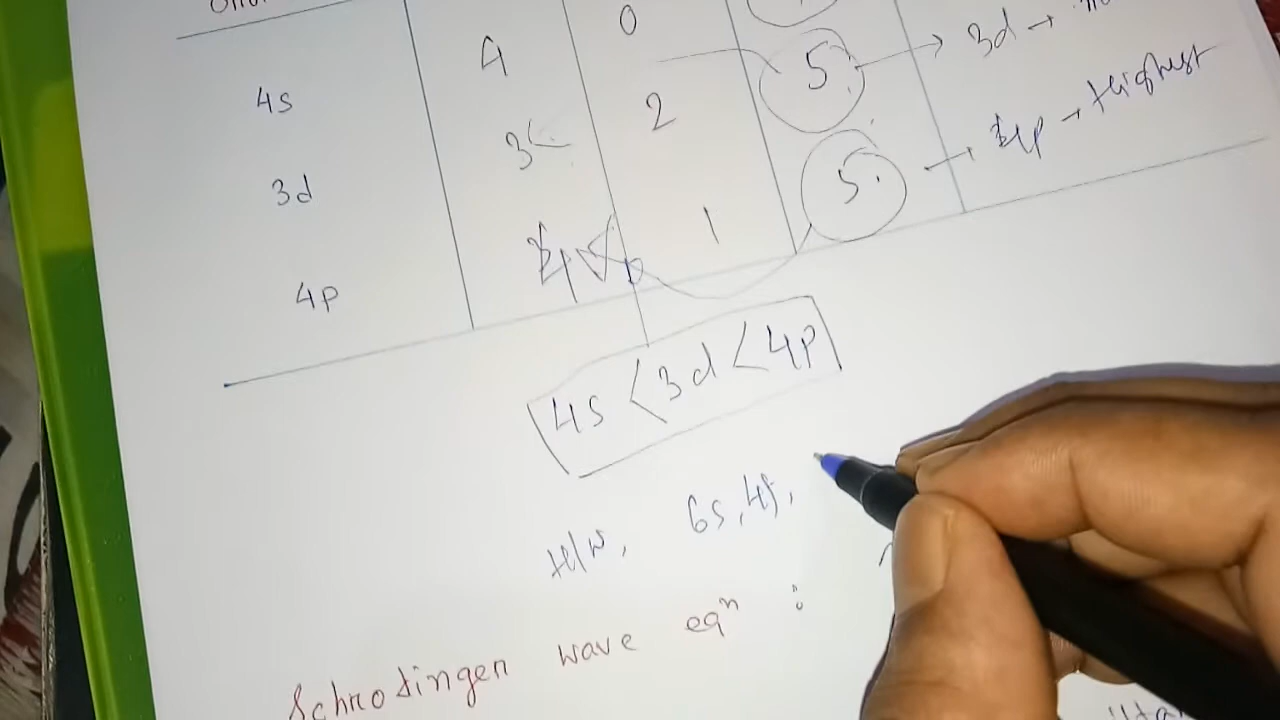 4 0
4s 5 → 3d →
3 2
3d 5 → 4p → Highest
4 1
4p
4s < 3d < 4p
H/W, 6s, 4f,
Schrodinger wave eqⁿ :